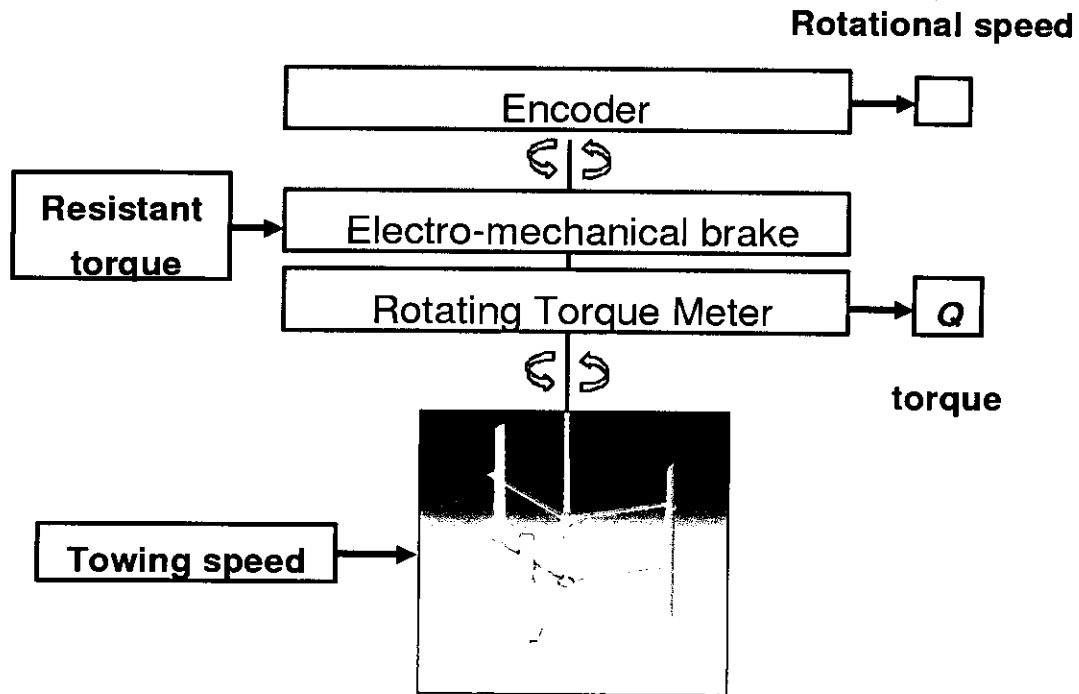 Rotational speed
Encoder
Resistant
torque
Electro-mechanical brake
Rotating Torque Meter
Q
torque
Towing speed